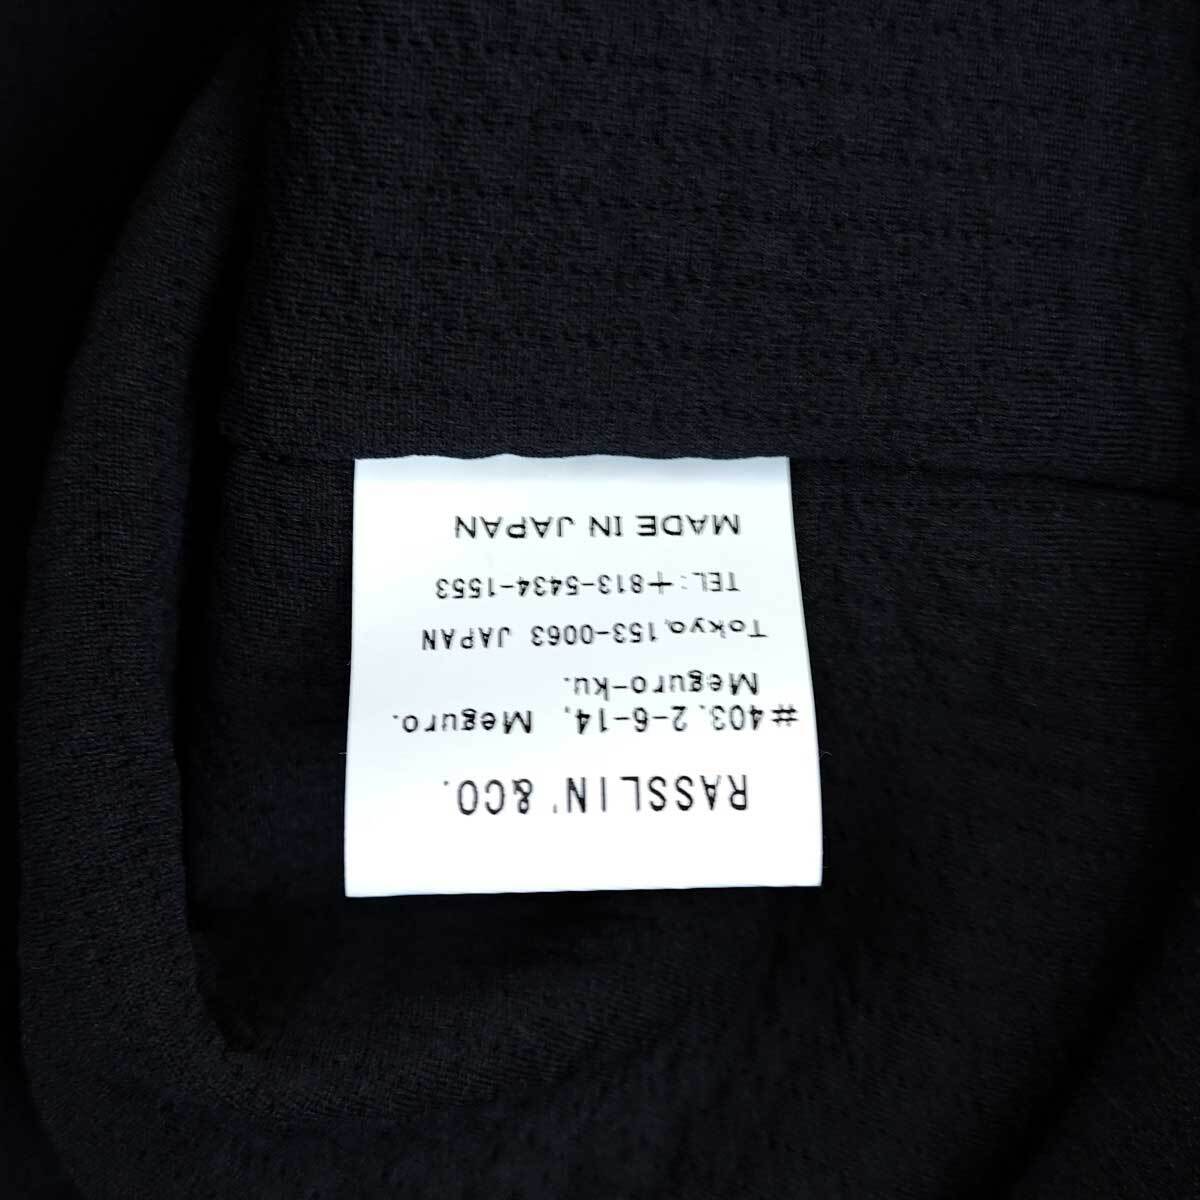 RASSLIN' &CO.
#403. 2-6-14, Meguro.
Meguro-ku.
Tokyo, 153-0063 JAPAN
TEL:+813-5434-1553
MADE IN JAPAN